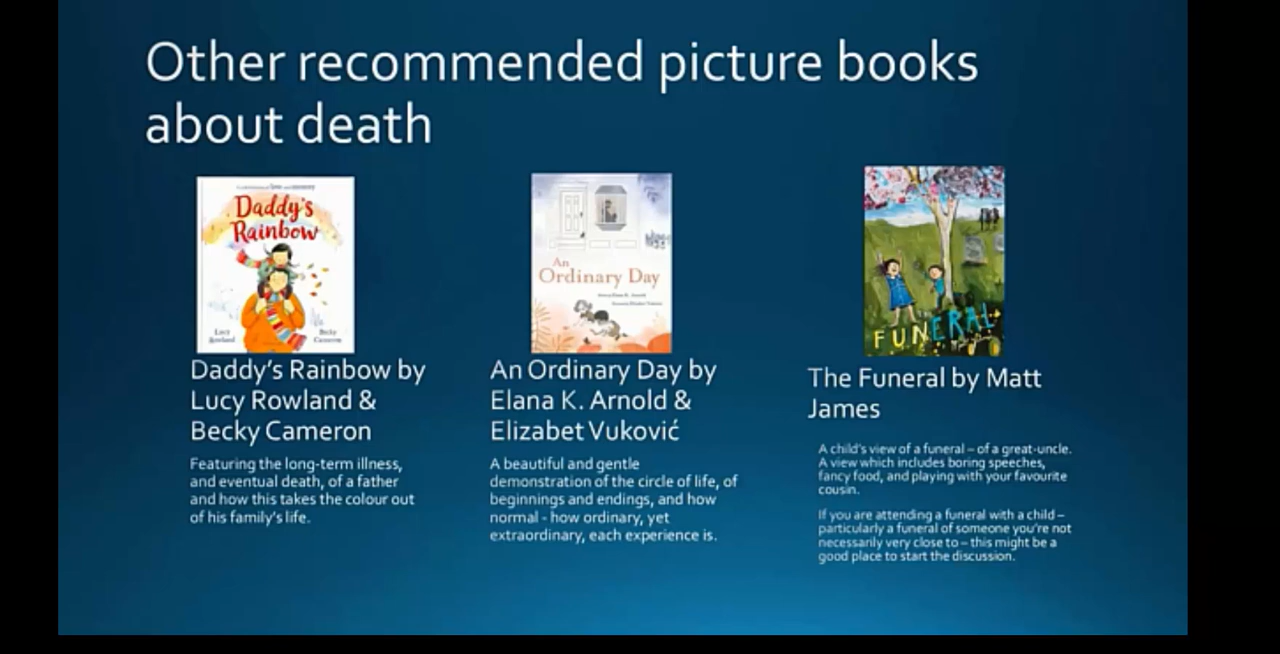 Other recommended picture books
about death
Daddy's
Rainbow
Lucy
Rowland
Becky
Cameron
Daddy's Rainbow by
Lucy Rowland &
Becky Cameron
Featuring the long-term illness,
and eventual death, of a father
and how this takes the colour out
of his family's life.
An
Ordinary Day
An Ordinary Day by
Elana K. Arnold &
Elizabet Vuković
A beautiful and gentle
demonstration of the circle of life, of
beginnings and endings, and how
normal - how ordinary, yet
extraordinary, each experience is.
FUNERAL
The Funeral by Matt
James
A child's view of a funeral – of a great-uncle.
A view which includes boring speeches,
fancy food, and playing with your favourite
cousin.
If you are attending a funeral with a child –
particularly a funeral of someone you're not
necessarily very close to – this might be a
good place to start the discussion.